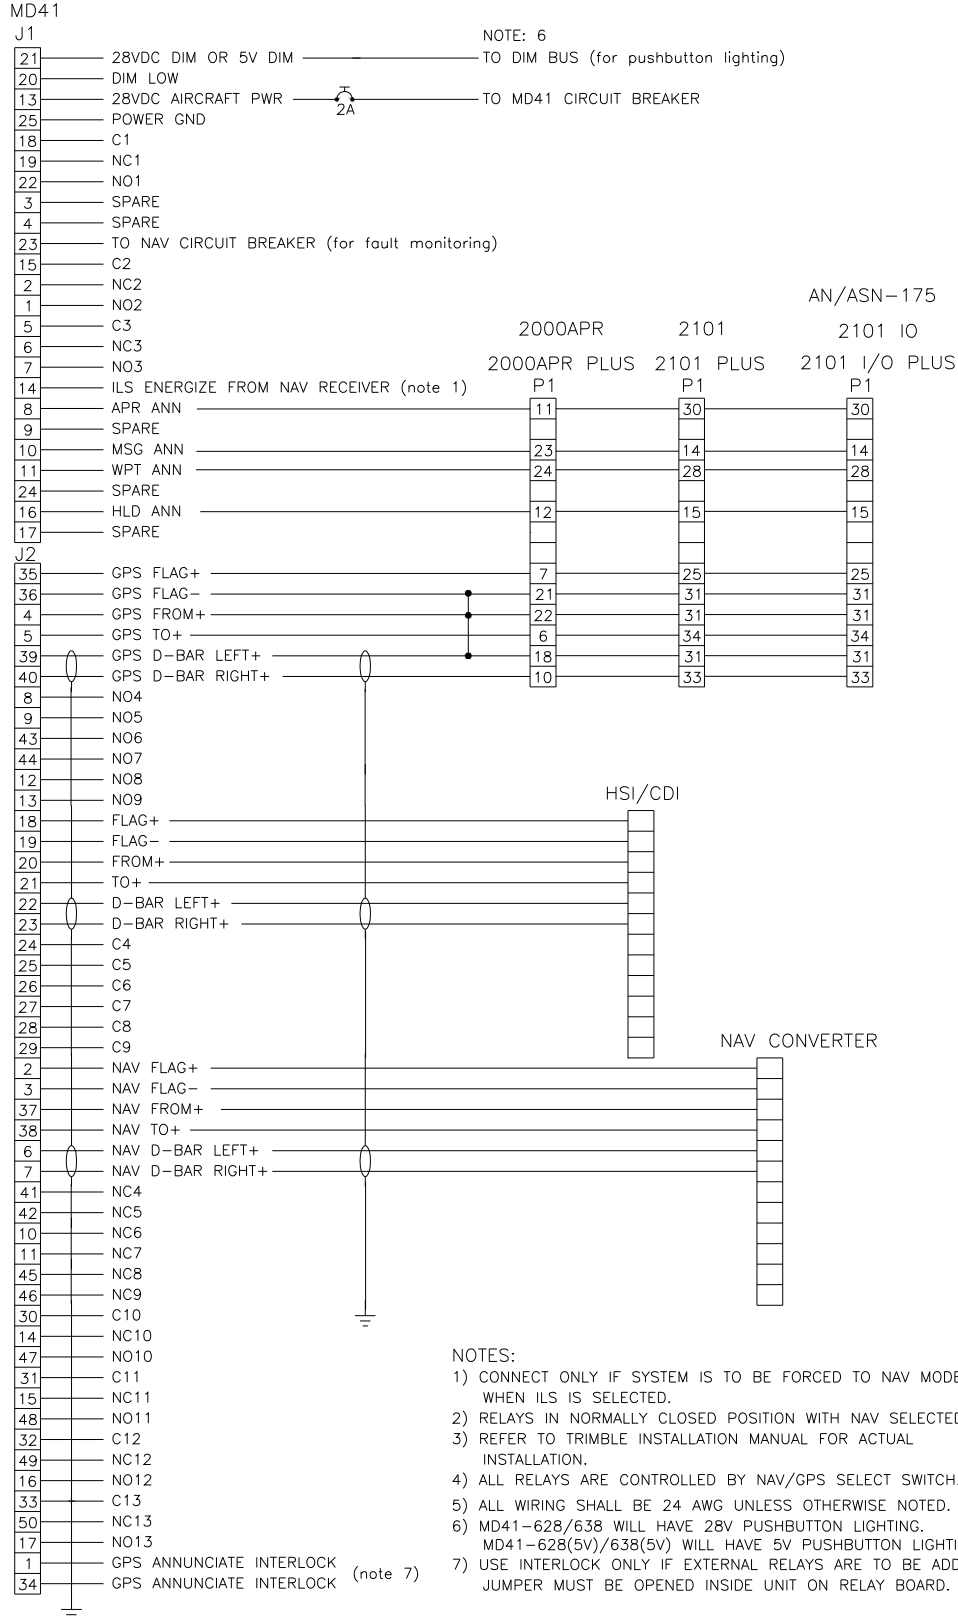 MD41
J1
NOTE: 6
21 28VDC DIM OR 5V DIM TO DIM BUS (for pushbutton lighting)
20 DIM LOW
13 28VDC AIRCRAFT PWR 2A TO MD41 CIRCUIT BREAKER
25 POWER GND
18 C1
19 NC1
22 NO1
3 SPARE
4 SPARE
23 TO NAV CIRCUIT BREAKER (for fault monitoring)
15 C2
2 NC2
1 NO2
5 C3
6 NC3
7 NO3
AN/ASN-175
2000APR 2101 2101 IO
2000APR PLUS 2101 PLUS 2101 I/O PLUS
P1 P1 P1
14 ILS ENERGIZE FROM NAV RECEIVER (note 1)
8 APR ANN 11 30 30
9 SPARE
10 MSG ANN 23 14 14
11 WPT ANN 24 28 28
24 SPARE
16 HLD ANN 12 15 15
17 SPARE
J2
35 GPS FLAG+ 7 25 25
36 GPS FLAG- 21 31 31
4 GPS FROM+ 22 31 31
5 GPS TO+ 6 34 34
39 GPS D-BAR LEFT+ 18 31 31
40 GPS D-BAR RIGHT+ 10 33 33
8 NO4
9 NO5
43 NO6
44 NO7
12 NO8
13 NO9
HSI/CDI
18 FLAG+
19 FLAG-
20 FROM+
21 TO+
22 D-BAR LEFT+
23 D-BAR RIGHT+
24 C4
25 C5
26 C6
27 C7
28 C8
29 C9
NAV CONVERTER
2 NAV FLAG+
3 NAV FLAG-
37 NAV FROM+
38 NAV TO+
6 NAV D-BAR LEFT+
7 NAV D-BAR RIGHT+
41 NC4
42 NC5
10 NC6
11 NC7
45 NC8
46 NC9
30 C10
14 NC10
47 NO10
31 C11
15 NC11
48 NO11
32 C12
49 NC12
16 NO12
33 C13
50 NC13
17 NO13
1 GPS ANNUNCIATE INTERLOCK
34 GPS ANNUNCIATE INTERLOCK
(note 7)
NOTES:
1) CONNECT ONLY IF SYSTEM IS TO BE FORCED TO NAV MODE
WHEN ILS IS SELECTED.
2) RELAYS IN NORMALLY CLOSED POSITION WITH NAV SELECTED
3) REFER TO TRIMBLE INSTALLATION MANUAL FOR ACTUAL
INSTALLATION.
4) ALL RELAYS ARE CONTROLLED BY NAV/GPS SELECT SWITCH.
5) ALL WIRING SHALL BE 24 AWG UNLESS OTHERWISE NOTED.
6) MD41-628/638 WILL HAVE 28V PUSHBUTTON LIGHTING.
MD41-628(5V)/638(5V) WILL HAVE 5V PUSHBUTTON
7) USE INTERLOCK ONLY IF EXTERNAL RELAYS ARE TO BE
JUMPER MUST BE OPENED INSIDE UNIT ON RELAY BOARD.